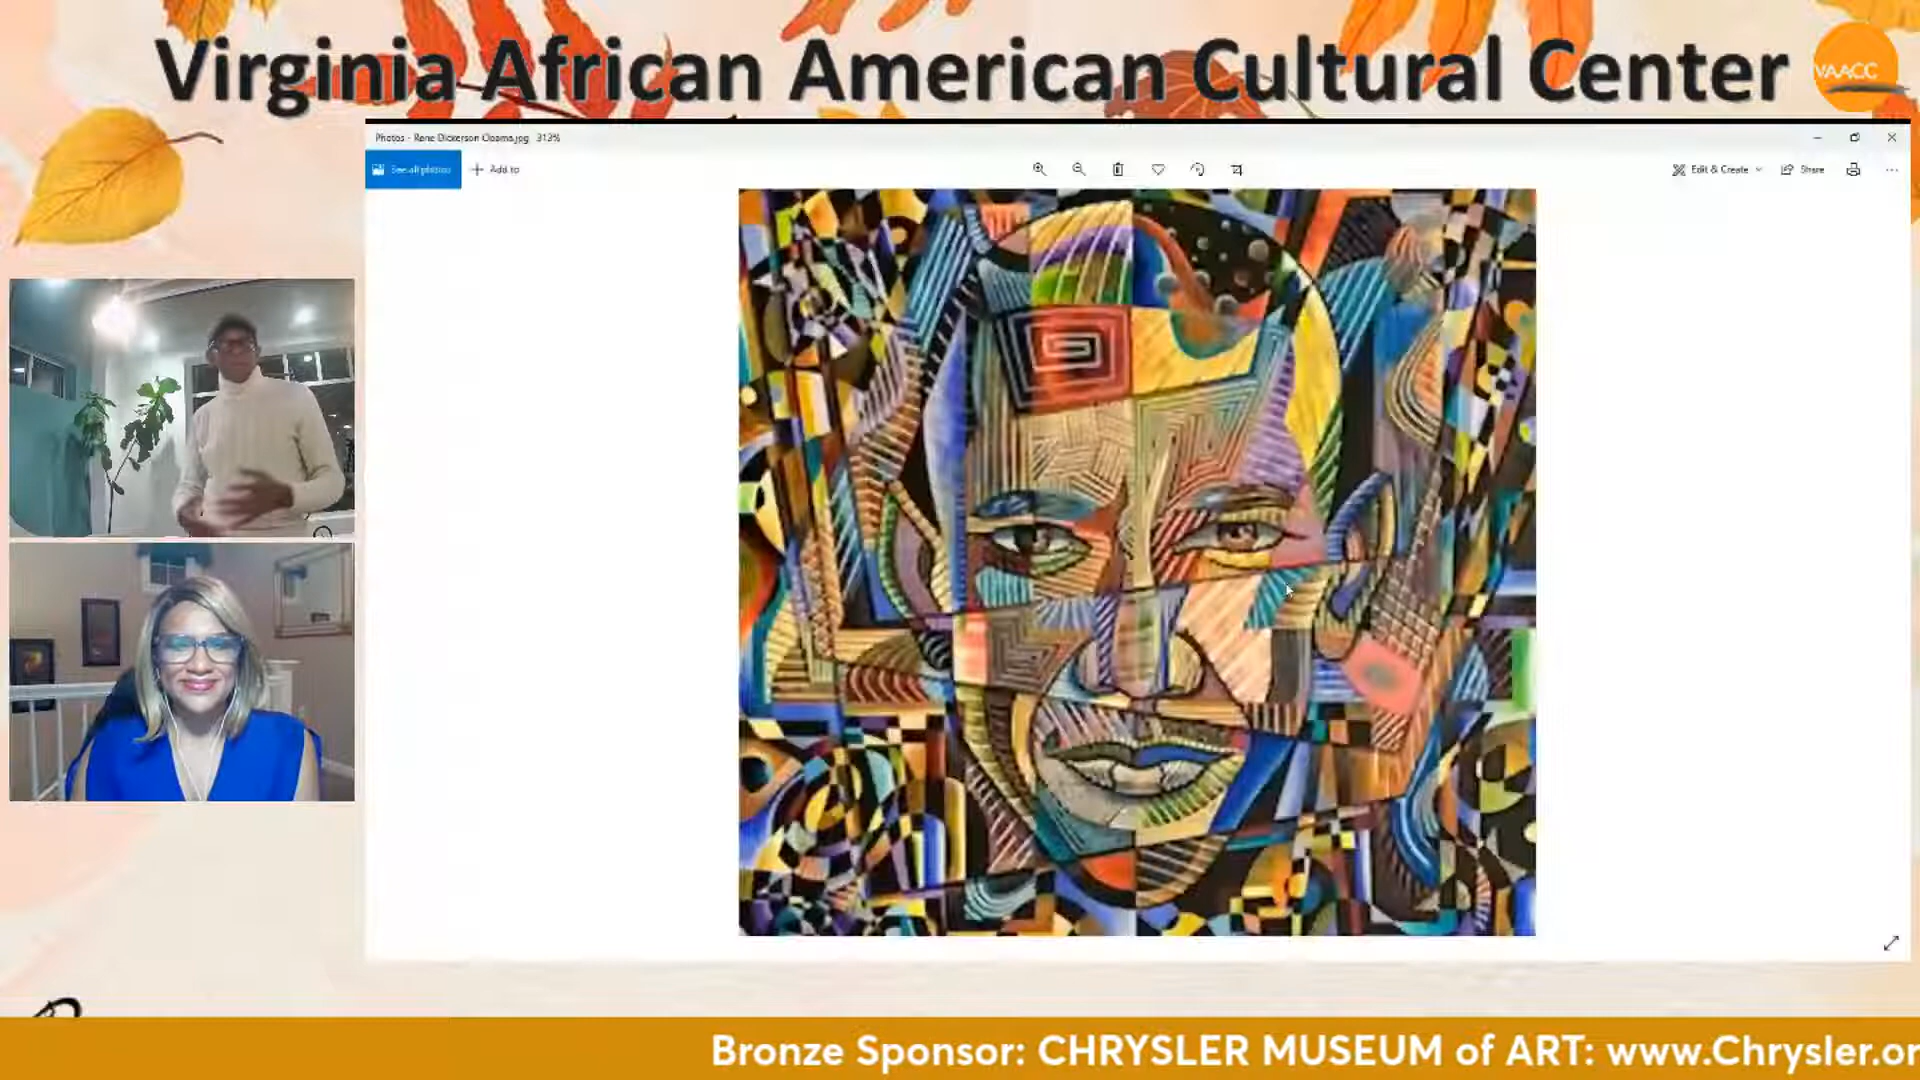 Virginia African American Cultural Center
VAACC
Photos - Rene Dickerson Obama.jpg 313%
See all photos
Add to
Edit & Create
Share
Bronze Sponsor: CHRYSLER MUSEUM of ART: www.Chrysler.or